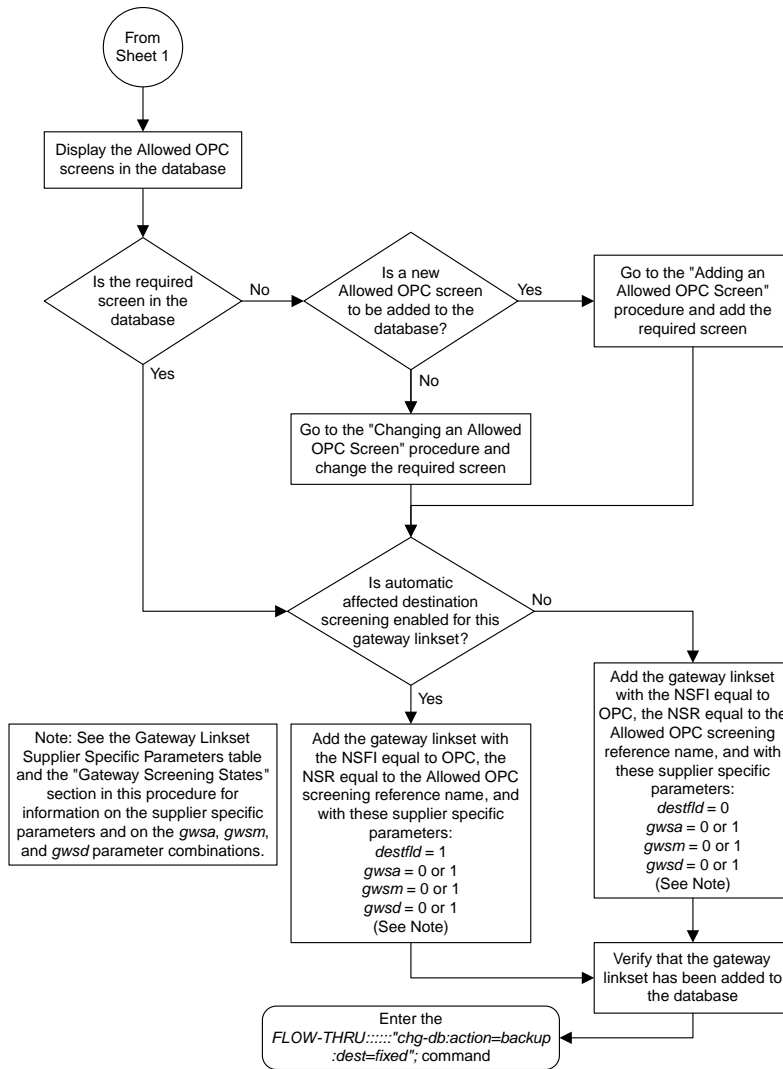 From
Sheet 1
Display the Allowed OPC
screens in the database
Is the required
screen in the
database
No
Is a new
Allowed OPC screen
to be added to the
database?
Yes
Go to the "Adding an
Allowed OPC Screen"
procedure and add the
required screen
Yes
No
Go to the "Changing an Allowed
OPC Screen" procedure and
change the required screen
Is automatic
affected destination
screening enabled for this
gateway linkset?
No
Yes
Add the gateway linkset
with the NSFI equal to
OPC, the NSR equal to the
Allowed OPC screening
reference name, and with
these supplier specific
parameters:
destfld = 0
gwsa = 0 or 1
gwsm = 0 or 1
gwsd = 0 or 1
(See Note)
Note: See the Gateway Linkset
Supplier Specific Parameters table
and the "Gateway Screening States"
section in this procedure for
information on the supplier specific
parameters and on the gwsa, gwsm,
and gwsd parameter combinations.
Add the gateway linkset with
the NSFI equal to OPC, the
NSR equal to the Allowed OPC
screening reference name, and
with these supplier specific
parameters:
destfld = 1
gwsa = 0 or 1
gwsm = 0 or 1
gwsd = 0 or 1
(See Note)
Verify that the gateway
linkset has been added to
the database
Enter the
FLOW-THRU::::::"chg-db:action=backup
:dest=fixed"; command